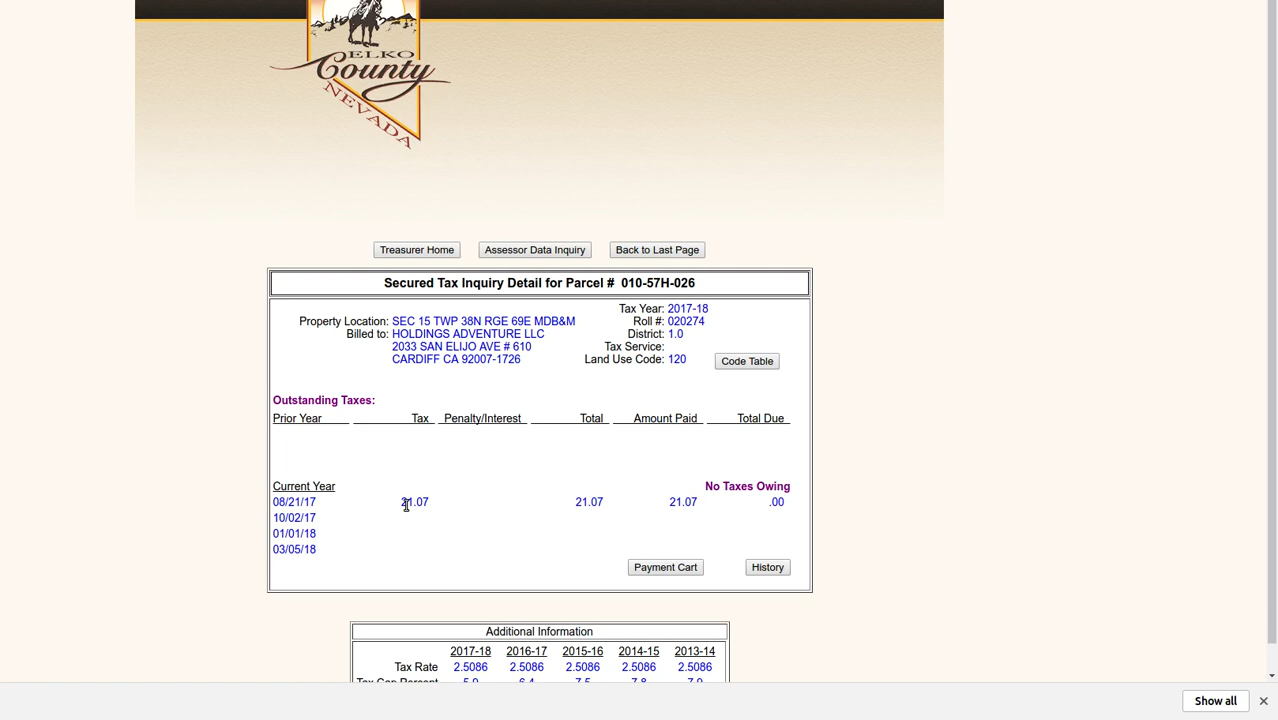 ELKO
County
NEVADA
Treasurer Home Assessor Data Inquiry Back to Last Page
Secured Tax Inquiry Detail for Parcel # 010-57H-026
Tax Year: 2017-18
Property Location: SEC 15 TWP 38N RGE 69E MDB&M Roll #: 020274
Billed to: HOLDINGS ADVENTURE LLC District: 1.0
2033 SAN ELIJO AVE # 610 Tax Service:
CARDIFF CA 92007-1726 Land Use Code: 120 Code Table
Outstanding Taxes:
Prior Year Tax Penalty/Interest Total Amount Paid Total Due
Current Year No Taxes Owing
08/21/17 21.07 21.07 21.07 .00
10/02/17
01/01/18
03/05/18
Payment Cart History
Additional Information
2017-18 2016-17 2015-16 2014-15 2013-14
Tax Rate 2.5086 2.5086 2.5086 2.5086 2.5086
Show all